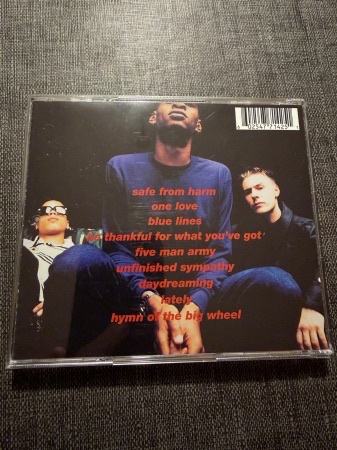 safe from harm
one love
blue lines
be thankful for what you've got
five man army
unfinished sympathy
daydreaming
lately
hymn of the big wheel